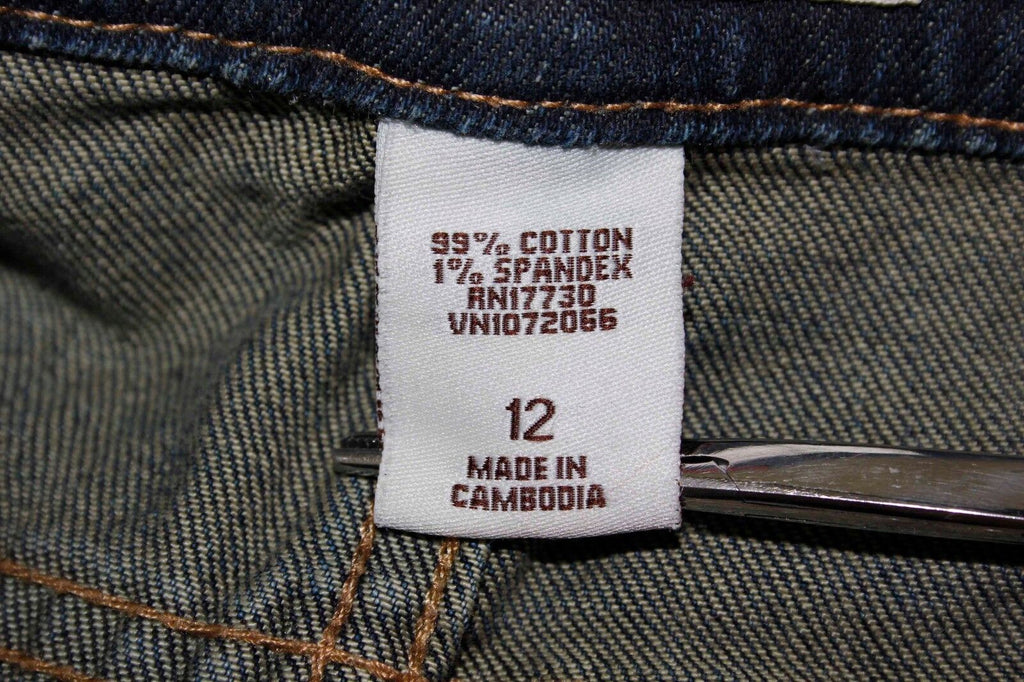 99% COTTON
1% SPANDEX
RN17730
VN1072066
12
MADE IN
CAMBODIA